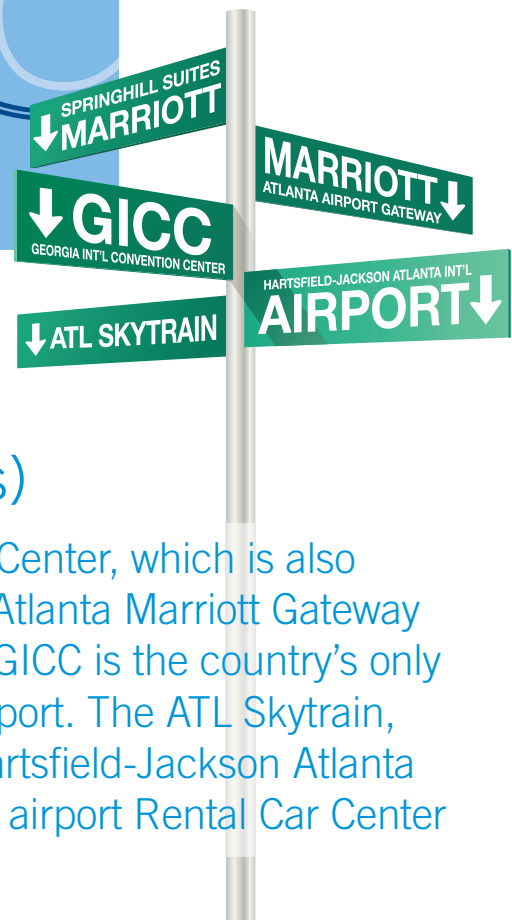 SPRINGHILL SUITES
MARRIOTT
MARRIOTT
ATLANTA AIRPORT GATEWAY
GICC
GEORGIA INT'L CONVENTION CENTER
HARTSFIELD-JACKSON ATLANTA INT'L
AIRPORT
ATL SKYTRAIN
s)
Center, which is also
Atlanta Marriott Gateway
GICC is the country's only
port. The ATL Skytrain,
artsfield-Jackson Atlanta
airport Rental Car Center